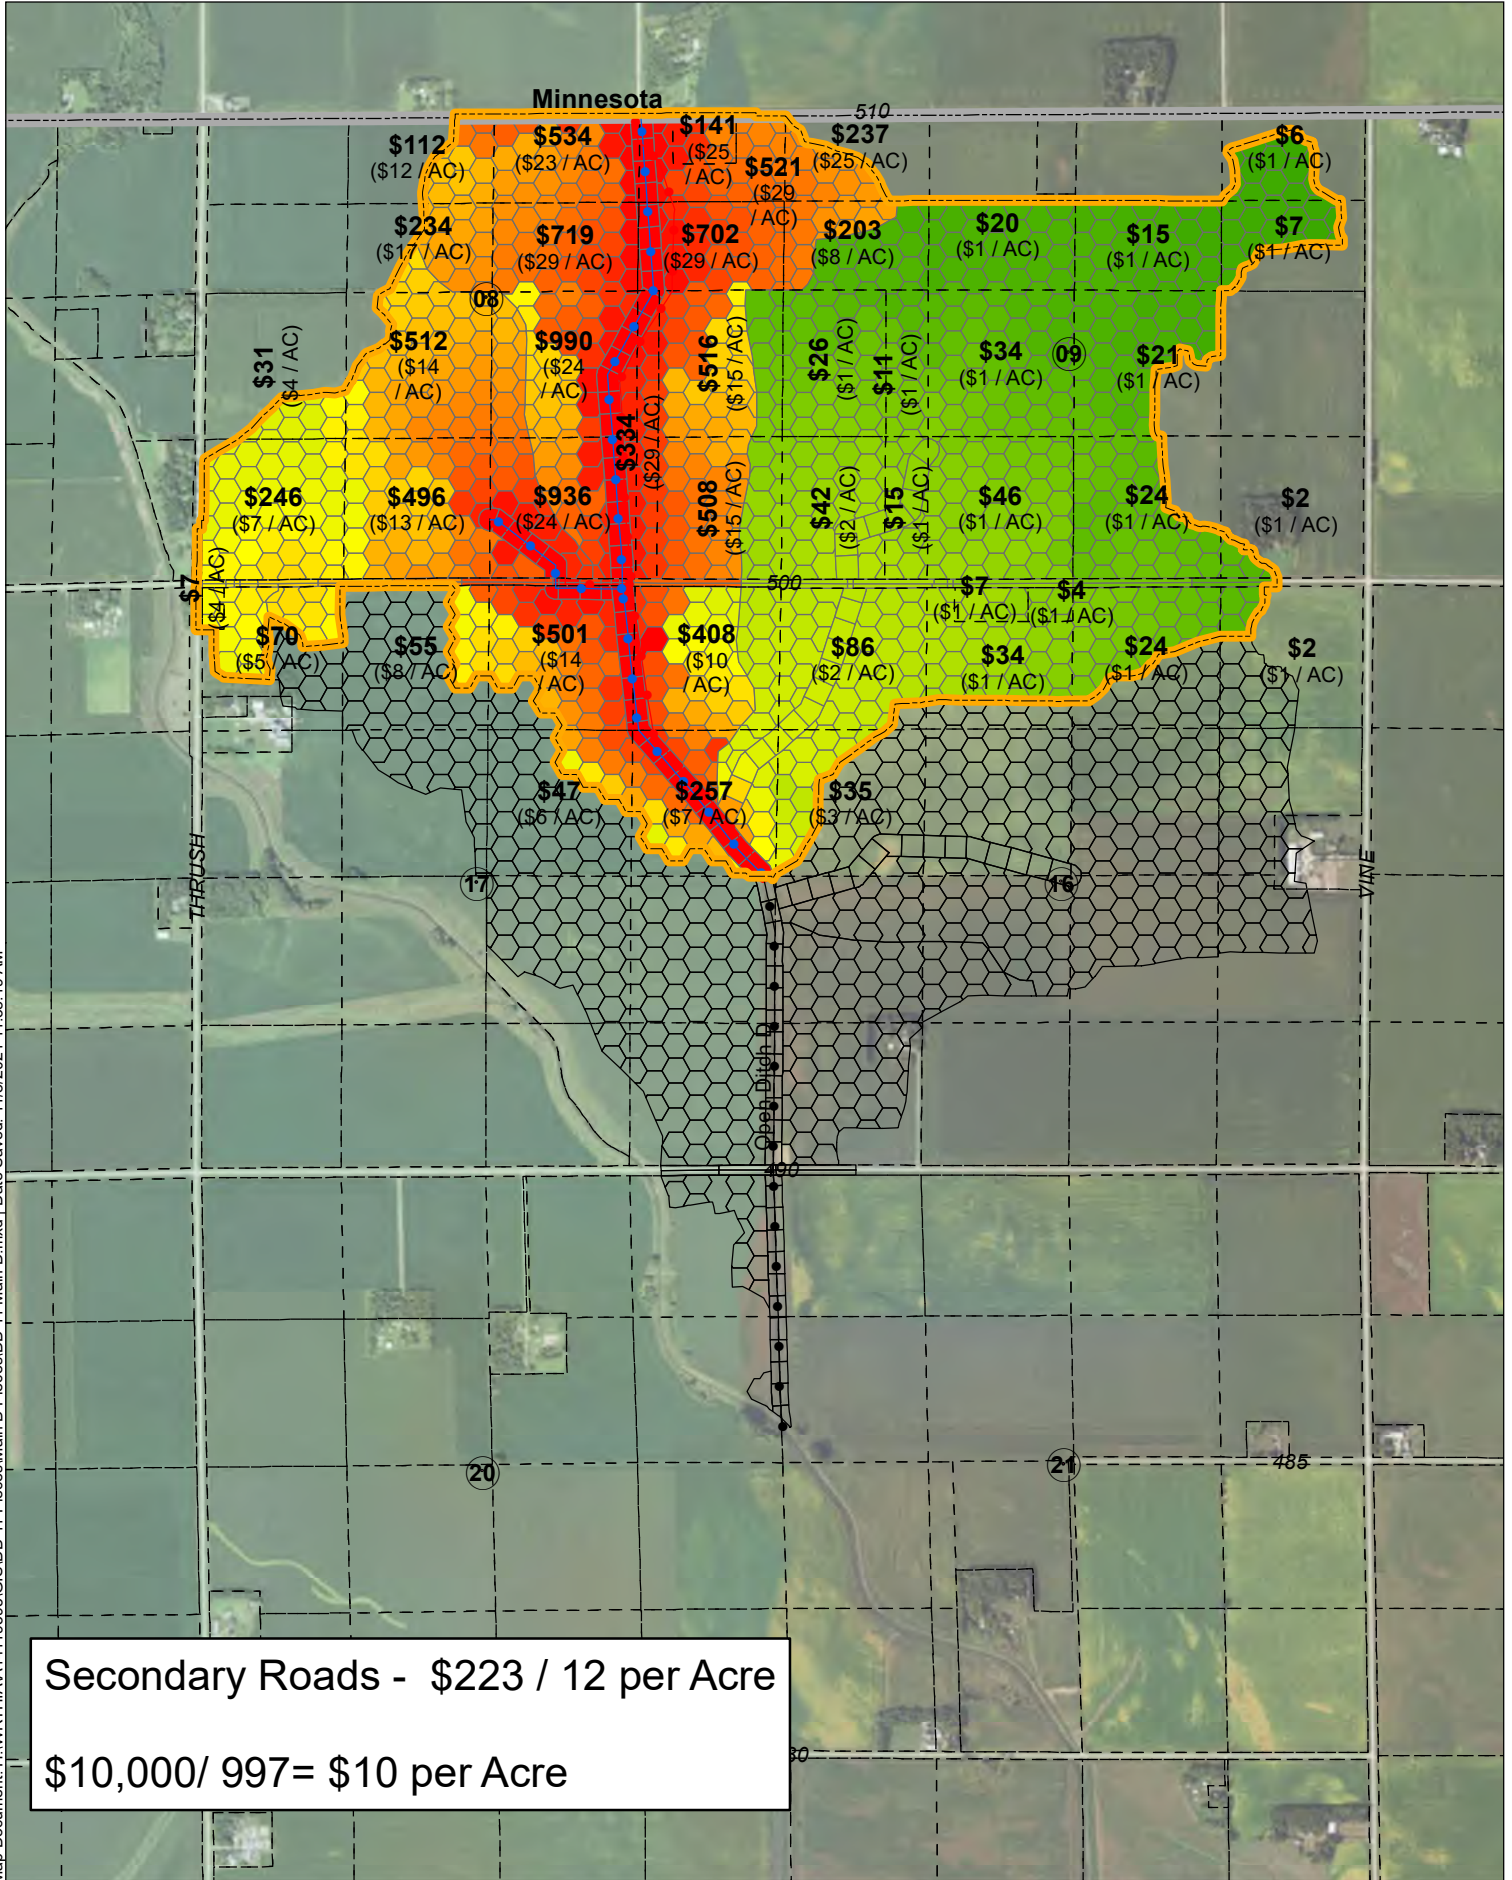 Minnesota
510
$112
($12 / AC)
$534
($23 / AC)
$141
($25
/ AC)
$521
($29
/ AC)
$237
($25 / AC)
$6
($1 / AC)
$234
($17 / AC)
$719
($29 / AC)
$702
($29 / AC)
$203
($8 / AC)
$20
($1 / AC)
$15
($1 / AC)
$7
($1 / AC)
08
$31
($4 / AC)
$512
($14
/ AC)
$990
($24
/ AC)
$334
($29 / AC)
$516
($15 / AC)
$26
($1 / AC)
$11
($1 / AC)
$34
($1 / AC)
09
$21
($1 / AC)
$246
($7 / AC)
$496
($13 / AC)
$936
($24 / AC)
$508
($15 / AC)
$42
($2 / AC)
$15
($1 / AC)
$46
($1 / AC)
$24
($1 / AC)
$2
($1 / AC)
$7
($4 / AC)
500
$7
($1 / AC)
$4
($1 / AC)
$70
($5 / AC)
$55
($8 / AC)
$501
($14
/ AC)
$408
($10
/ AC)
$86
($2 / AC)
$34
($1 / AC)
$24
($1 / AC)
$2
($1 / AC)
$47
($6 / AC)
$257
($7 / AC)
$35
($3 / AC)
THRUSH
VINE
17
16
Open Ditch D
490
20
21
485
Secondary Roads - $223 / 12 per Acre
$10,000/ 997= $10 per Acre